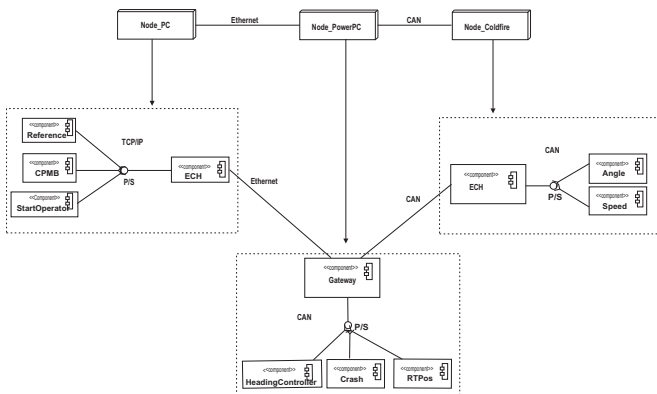 Node_PC
Ethernet
Node_PowerPC
CAN
Node_Coldfire
<<component>>
Reference
TCP/IP
<<component>>
CPMB
P/S
<<component>>
ECH
<<Component>>
StartOperator
Ethernet
CAN
CAN
<<component>>
ECH
P/S
<<component>>
Angle
<<component>>
Speed
<<component>>
Gateway
CAN
P/S
<<component>>
HeadingController
<<component>>
Crash
<<component>>
RTPos